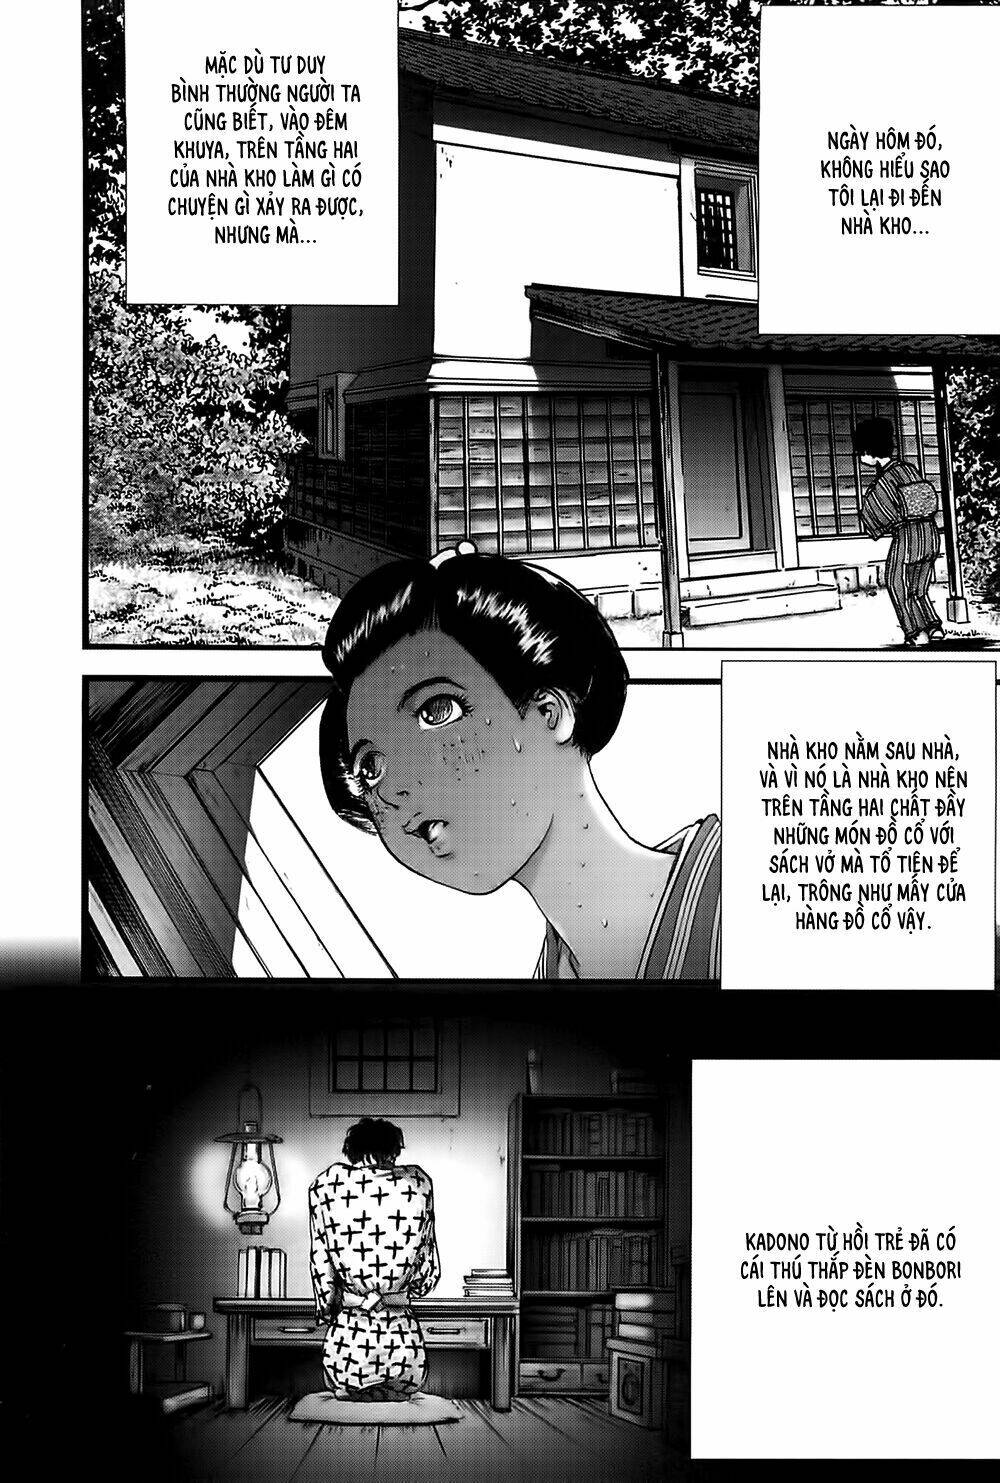 NGÀY HÔM ĐÓ,
KHÔNG HIỂU SAO
TÔI LẠI ĐI ĐẾN
NHÀ KHO...
MẶC DÙ TƯ DUY
BÌNH THƯỜNG NGƯỜI TA
CŨNG BIẾT, VÀO ĐÊM
KHUYA, TRÊN TẦNG HAI
CỦA NHÀ KHO LÀM GÌ CÓ
CHUYỆN GÌ XẢY RA ĐƯỢC,
NHƯNG MÀ...
NHÀ KHO NẰM SAU NHÀ,
VÀ VÌ NÓ LÀ NHÀ KHO NÊN
TRÊN TẦNG HAI CHẤT ĐẦY
NHỮNG MÓN ĐỒ CỔ VỚI
SÁCH VỞ MÀ TỔ TIÊN ĐỂ
LẠI, TRÔNG NHƯ MẤY CỬA
HÀNG ĐỒ CỔ VẬY.
KADONO TỪ HỒI TRẺ ĐÃ CÓ
CÁI THÚ THẮP ĐÈN BONBORI
LÊN VÀ ĐỌC SÁCH Ở ĐÓ.